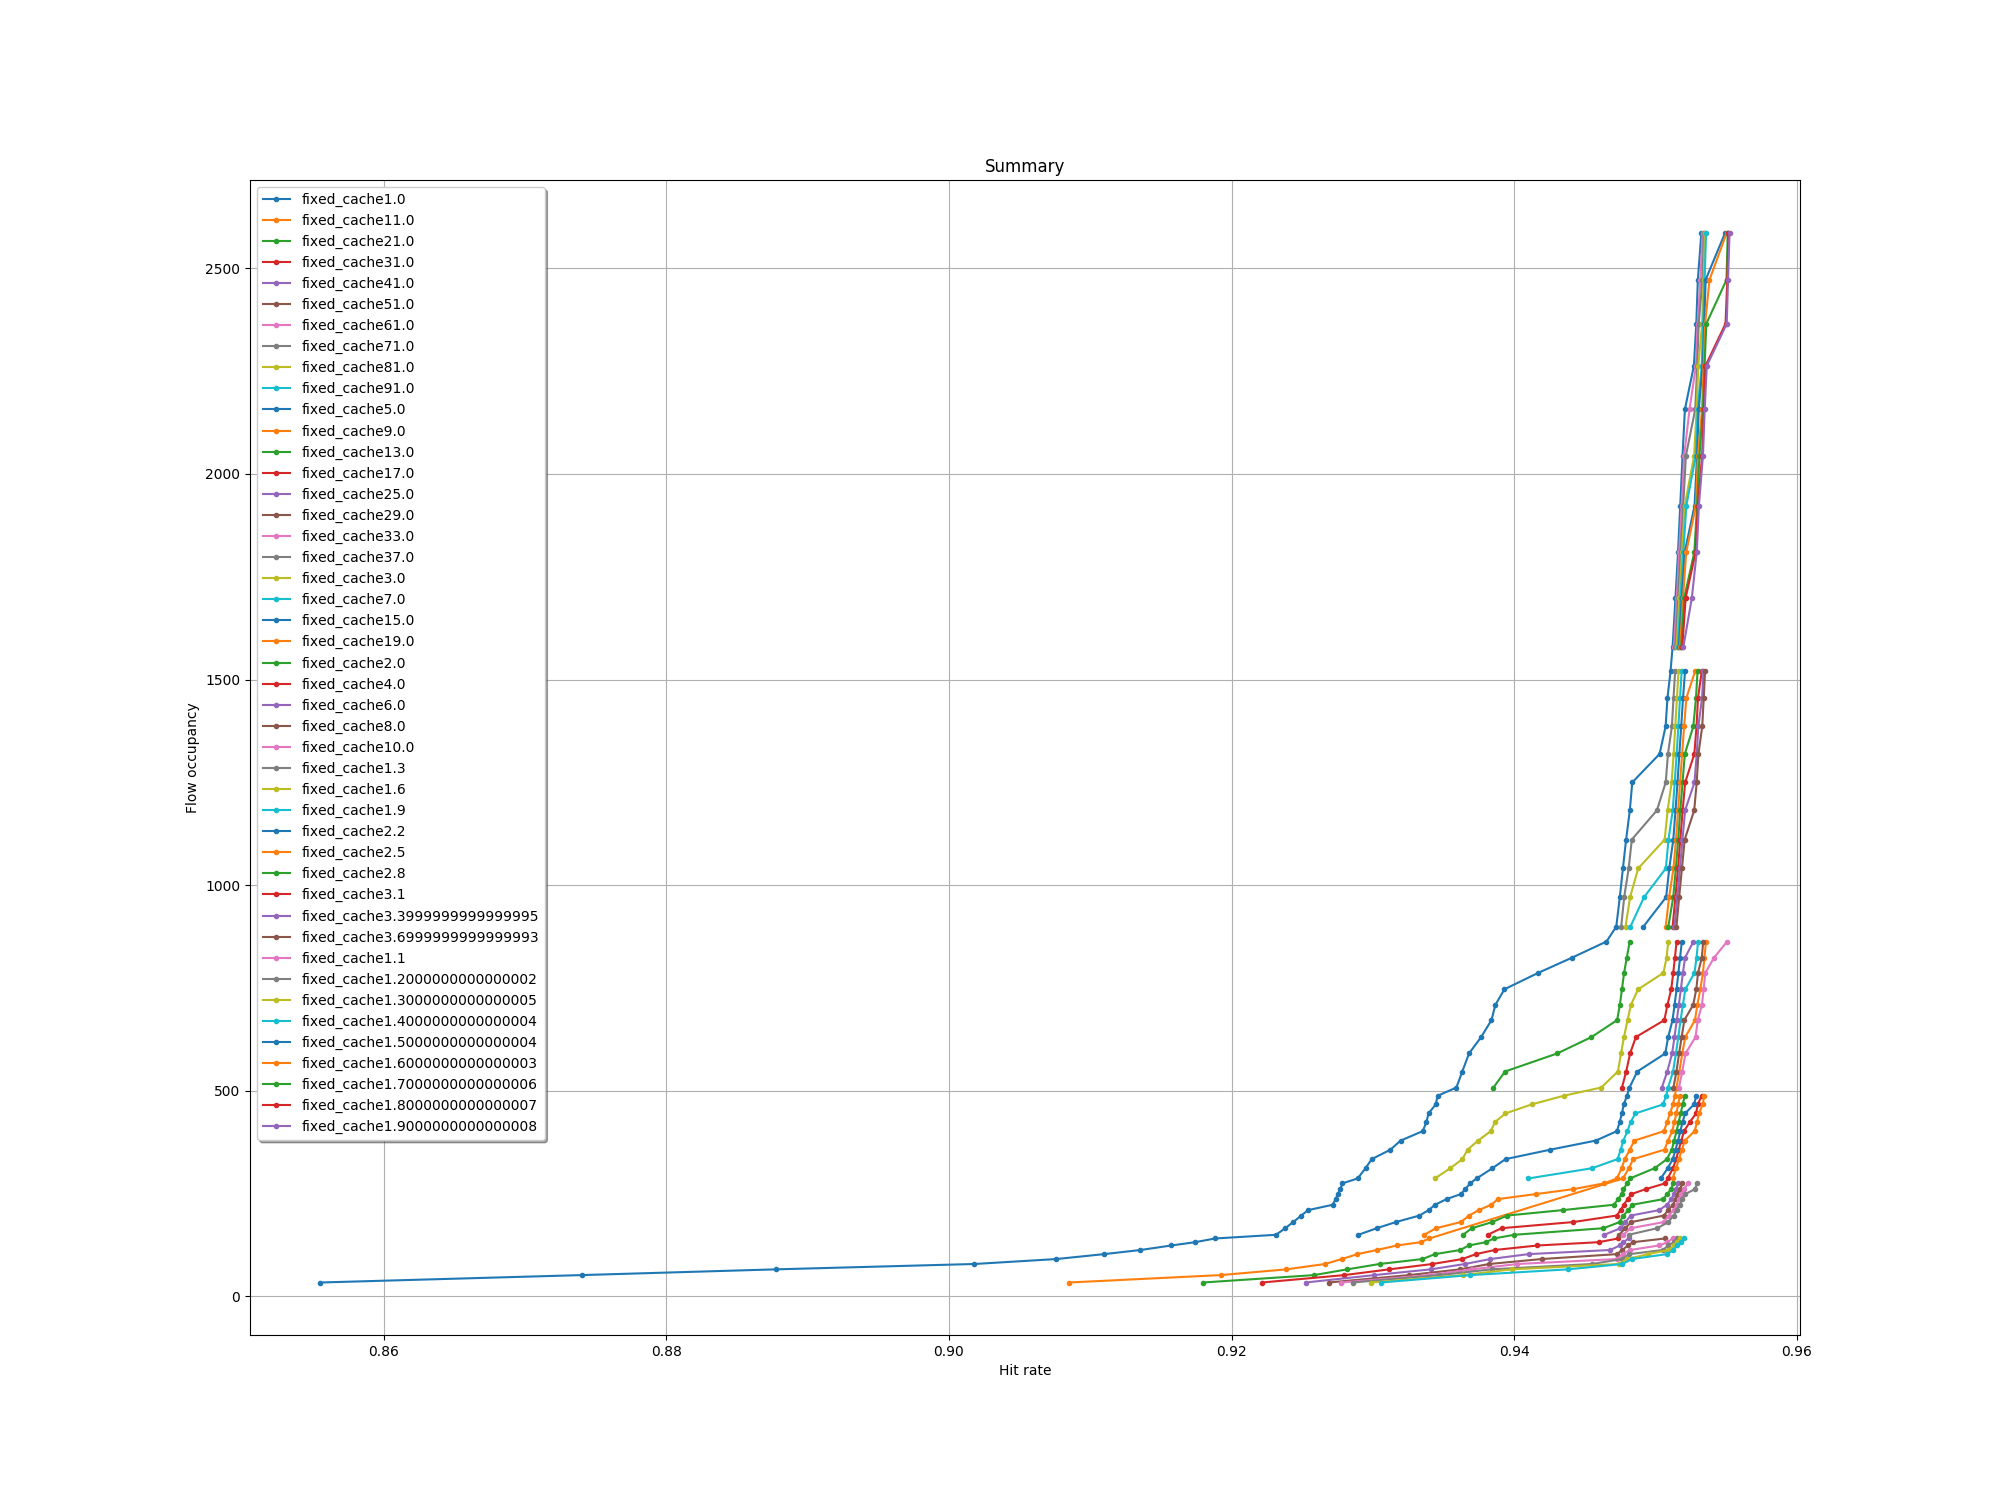 Summary
fixed_cache1.0
fixed_cache11.0
fixed_cache21.0
fixed_cache31.0
fixed_cache41.0
fixed_cache51.0
fixed_cache61.0
fixed_cache71.0
fixed_cache81.0
fixed_cache91.0
fixed_cache5.0
fixed_cache9.0
fixed_cache13.0
fixed_cache17.0
fixed_cache25.0
fixed_cache29.0
fixed_cache33.0
fixed_cache37.0
fixed_cache3.0
fixed_cache7.0
fixed_cache15.0
fixed_cache19.0
fixed_cache2.0
fixed_cache4.0
fixed_cache6.0
fixed_cache8.0
fixed_cache10.0
fixed_cache1.3
fixed_cache1.6
fixed_cache1.9
fixed_cache2.2
fixed_cache2.5
fixed_cache2.8
fixed_cache3.1
fixed_cache3.3999999999999995
fixed_cache3.6999999999999993
fixed_cache1.1
fixed_cache1.2000000000000002
fixed_cache1.3000000000000005
fixed_cache1.4000000000000004
fixed_cache1.5000000000000004
fixed_cache1.6000000000000003
fixed_cache1.7000000000000006
fixed_cache1.8000000000000007
fixed_cache1.9000000000000008
Flow occupancy
2500
2000
1500
1000
500
0
0.86 0.88 0.90 0.92 0.94 0.96
Hit rate